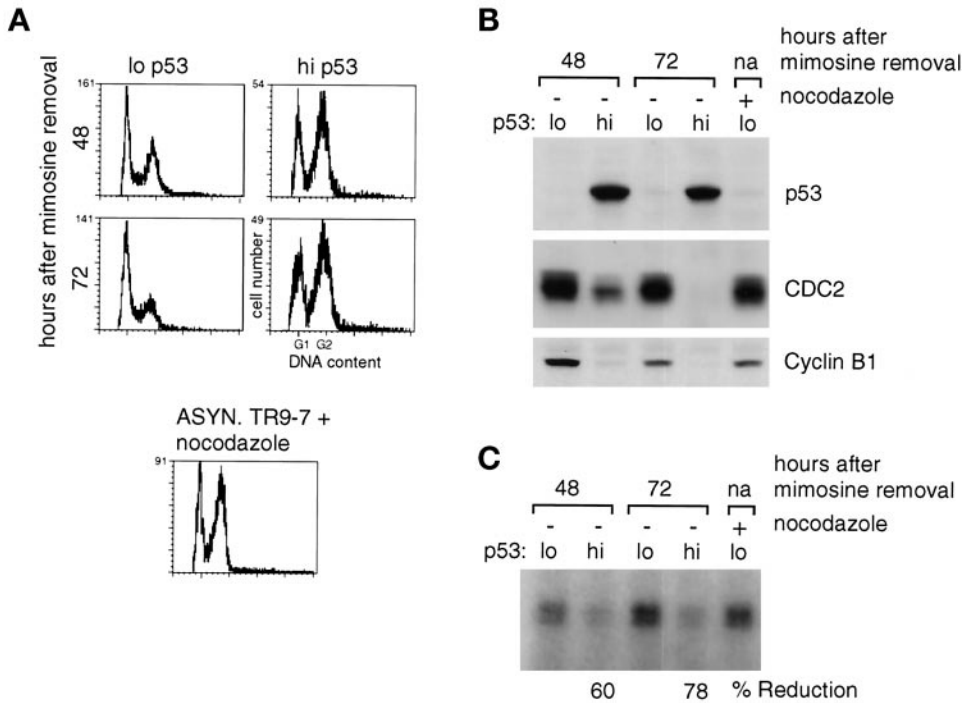 A
lo p53
hi p53
hours after mimosine removal
48
72
161
54
141
49
cell number
G1 G2
DNA content
ASYN. TR9-7 +
nocodazole
91
B
hours after
mimosine removal
48 72 na
- - - - + nocodazole
p53: lo hi lo hi lo
p53
CDC2
Cyclin B1
C
hours after
mimosine removal
48 72 na
- - - - + nocodazole
p53: lo hi lo hi lo
60 78 % Reduction